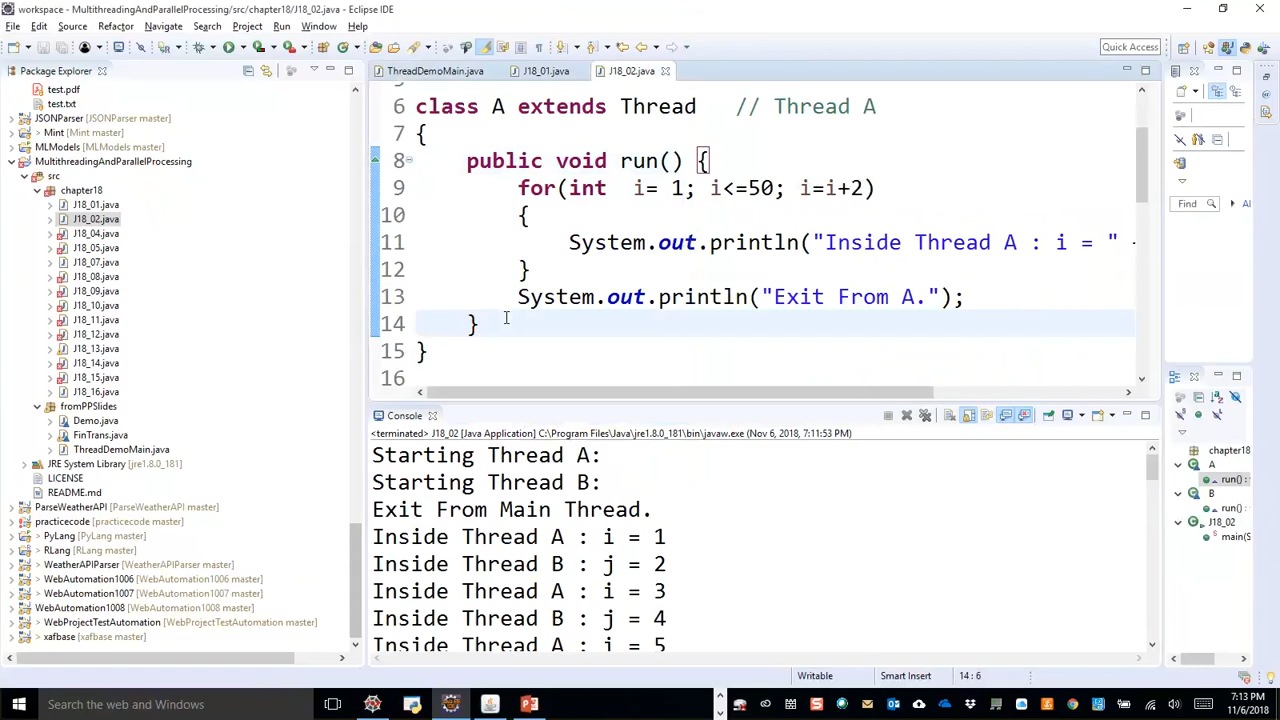 workspace - MultithreadingAndParallelProcessing/src/chapter18/J18_02.java - Eclipse IDE
File Edit Source Refactor Navigate Search Project Run Window Help
Quick Access
Package Explorer
test.pdf
test.txt
JSONParser [JSONParser master]
> Mint [master]
MLModels [MLModels master]
MultithreadingAndParallelProcessing
src
chapter18
J18_01.java
J18_02.java
J18_04.java
J18_05.java
J18_07.java
J18_08.java
J18_09.java
J18_10.java
J18_11.java
J18_12.java
J18_13.java
J18_14.java
J18_15.java
J18_16.java
fromPPSlides
Demo.java
FinTrans.java
ThreadDemoMain.java
JRE System Library [jre1.8.0_181]
LICENSE
README.md
ParseWeatherAPI [ParseWeatherAPI master]
practicecode [practicecode master]
> PyLang [PyLang master]
> RLang [RLang master]
> WeatherAPIParser [WeatherAPIParser master]
> WebAutomation1006 [WebAutomation1006 master]
> WebAutomation1007 [WebAutomation1007 master]
WebAutomation1008 [WebAutomation1008 master]
> WebProjectTestAutomation [WebProjectTestAutomation master]
> xafbase [xafbase master]
ThreadDemoMain.java J18_01.java J18_02.java
6 class A extends Thread // Thread A
7 {
8 public void run() {
9 for(int i= 1; i<=50; i=i+2)
10 {
11 System.out.println("Inside Thread A : i = "
12 }
13 System.out.println("Exit From A.");
14 }
15 }
16
Console
<terminated> J18_02 [Java Application] C:\Program Files\Java\jre1.8.0_181\bin\javaw.exe (Nov 6, 2018, 7:11:53 PM)
Starting Thread A:
Starting Thread B:
Exit From Main Thread.
Inside Thread A : i = 1
Inside Thread B : j = 2
Inside Thread A : i = 3
Inside Thread B : j = 4
Inside Thread A : i = 5
Find
Al
chapter18
A
run() :
B
run() :
J18_02
main(S
Writable Smart Insert 14 : 6
Search the web and Windows
7:13 PM
11/6/2018